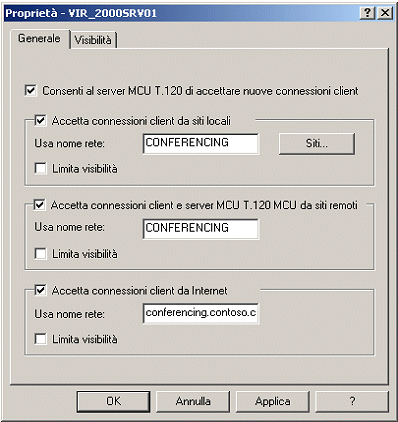 Proprietà - VIR_2000SRV01
Generale
Visibilità
Consenti al server MCU T.120 di accettare nuove connessioni client
Accetta connessioni client da siti locali
Usa nome rete:
CONFERENCING
Siti...
Limita visibilità
Accetta connessioni client e server MCU T.120 MCU da siti remoti
Usa nome rete:
CONFERENCING
Limita visibilità
Accetta connessioni client da Internet
Usa nome rete:
conferencing.contoso.c
Limita visibilità
OK
Annulla
Applica
?